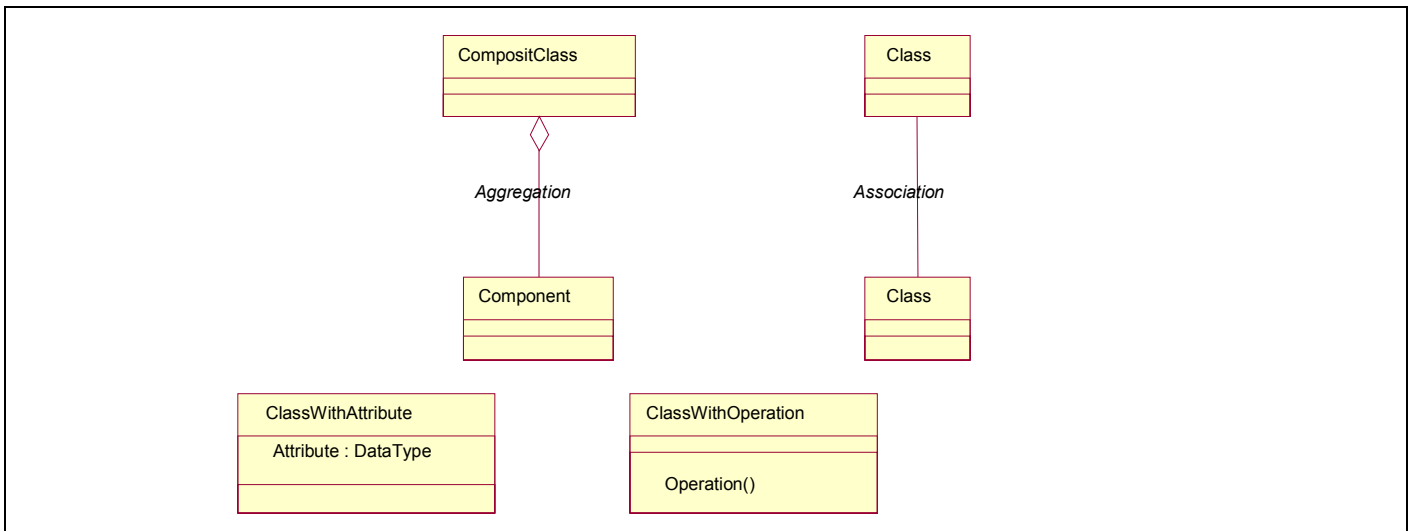 CompositClass
Class
Aggregation
Association
Component
Class
ClassWithAttribute
Attribute : DataType
ClassWithOperation
Operation()